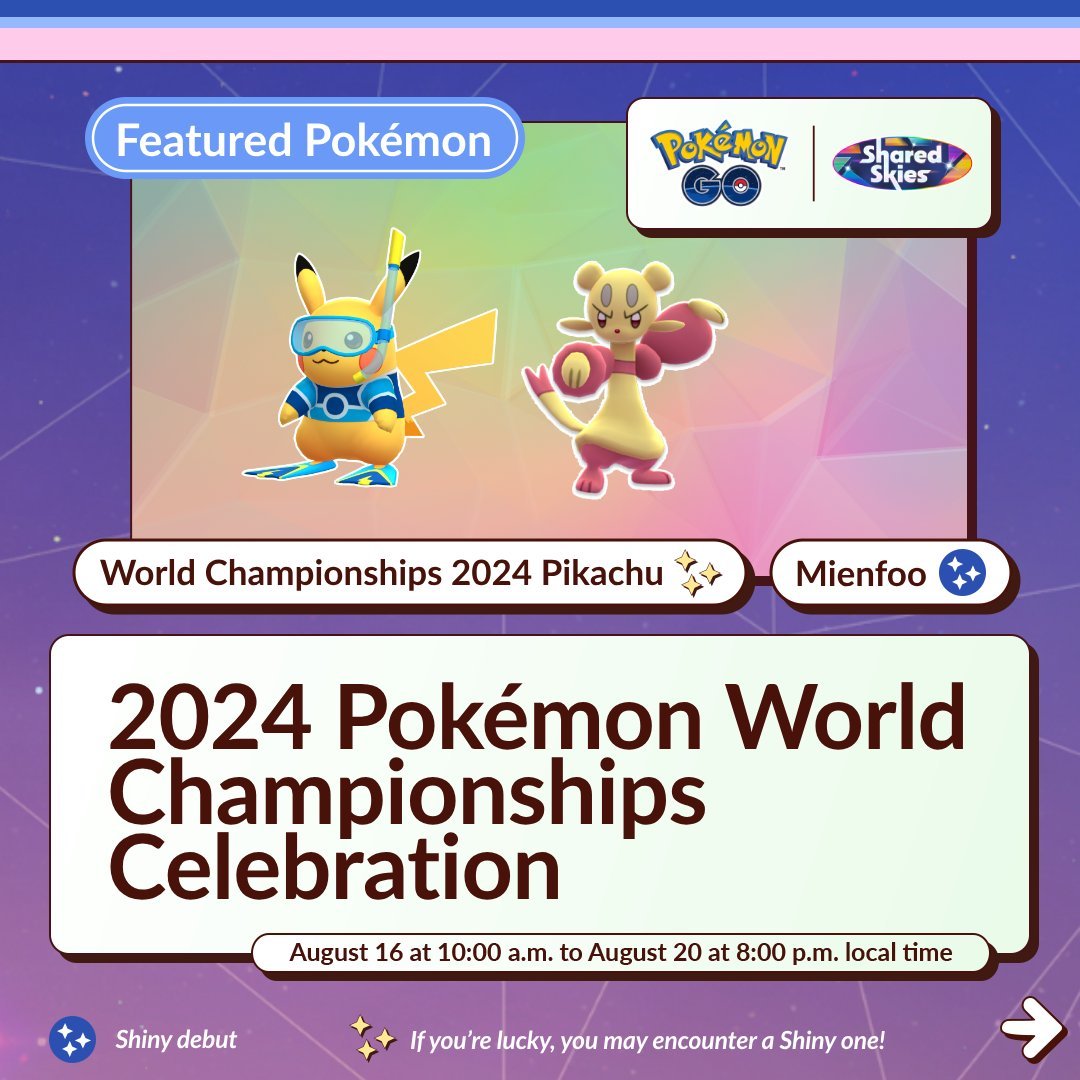 Featured Pokémon
POKéMON
GO
™
Shared
Skies
World Championships 2024 Pikachu
Mienfoo
2024 Pokémon World
Championships
Celebration
August 16 at 10:00 a.m. to August 20 at 8:00 p.m. local time
Shiny debut
If you’re lucky, you may encounter a Shiny one!